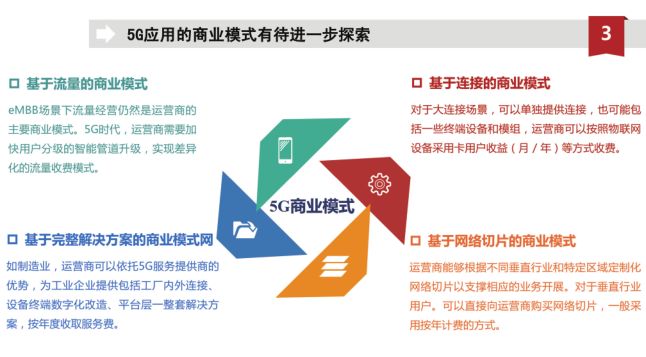 5G应用的商业模式有待进一步探索
3
基于流量的商业模式
eMBB场景下流量经营仍然是运营商的
主要商业模式。5G时代，运营商需要加
快用户分级的智能管道升级，实现差异
化的流量收费模式。
基于连接的商业模式
对于大连接场景，可以单独提供连接，也可能包
括一些终端设备和模组，运营商可以按照物联网
设备采用卡用户收益（月/年）等方式收费。
5G商业模式
基于完整解决方案的商业模式网
如制造业，运营商可以依托5G服务提供商的
优势，为工业企业提供包括工厂内外连接、
设备终端数字化改造、平台层一整套解决方
案，按年度收取服务费。
基于网络切片的商业模式
运营商能够根据不同垂直行业和特定区域定制化
网络切片以支撑相应的业务开展。对于垂直行业
用户。可以直接向运营商购买网络切片，一般采
用按年计费的方式。